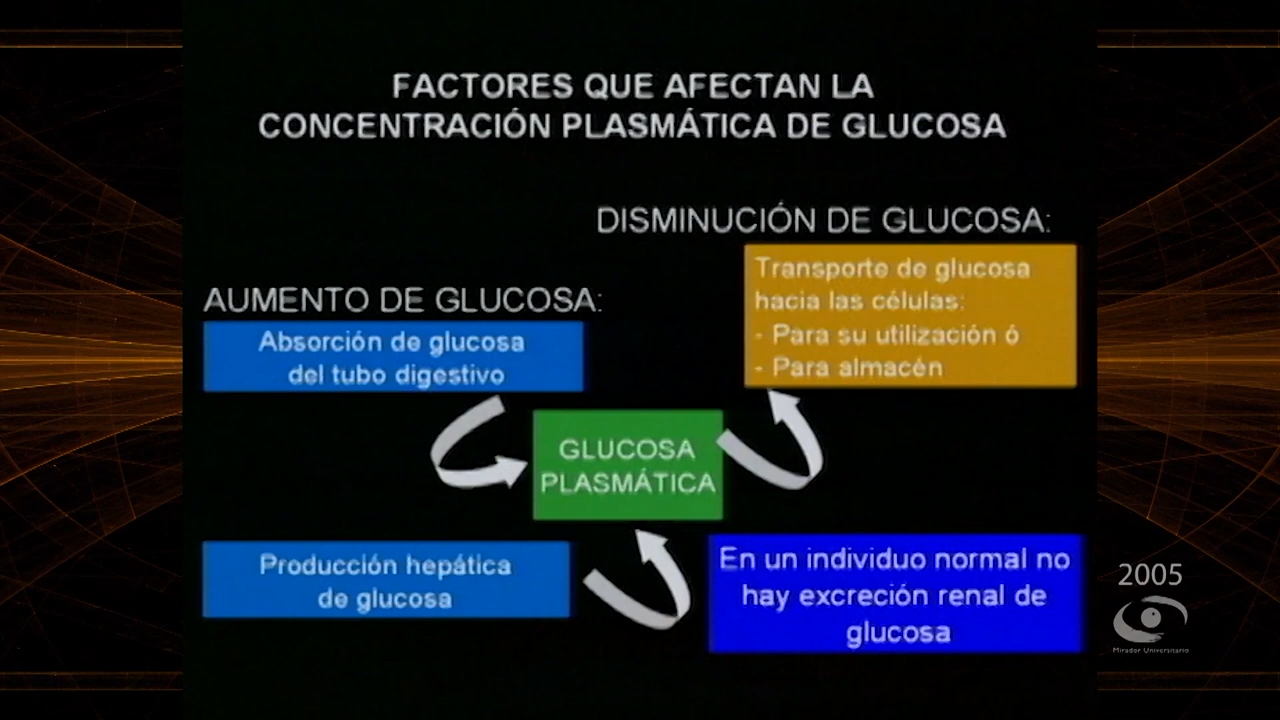 FACTORES QUE AFECTAN LA
CONCENTRACIÓN PLASMÁTICA DE GLUCOSA
DISMINUCIÓN DE GLUCOSA:
Transporte de glucosa
hacia las células:
- Para su utilización ó
- Para almacén
AUMENTO DE GLUCOSA:
Absorción de glucosa
del tubo digestivo
GLUCOSA
PLASMÁTICA
Producción hepática
de glucosa
En un individuo normal no
hay excreción renal de
glucosa
2005
Mirador Universitario